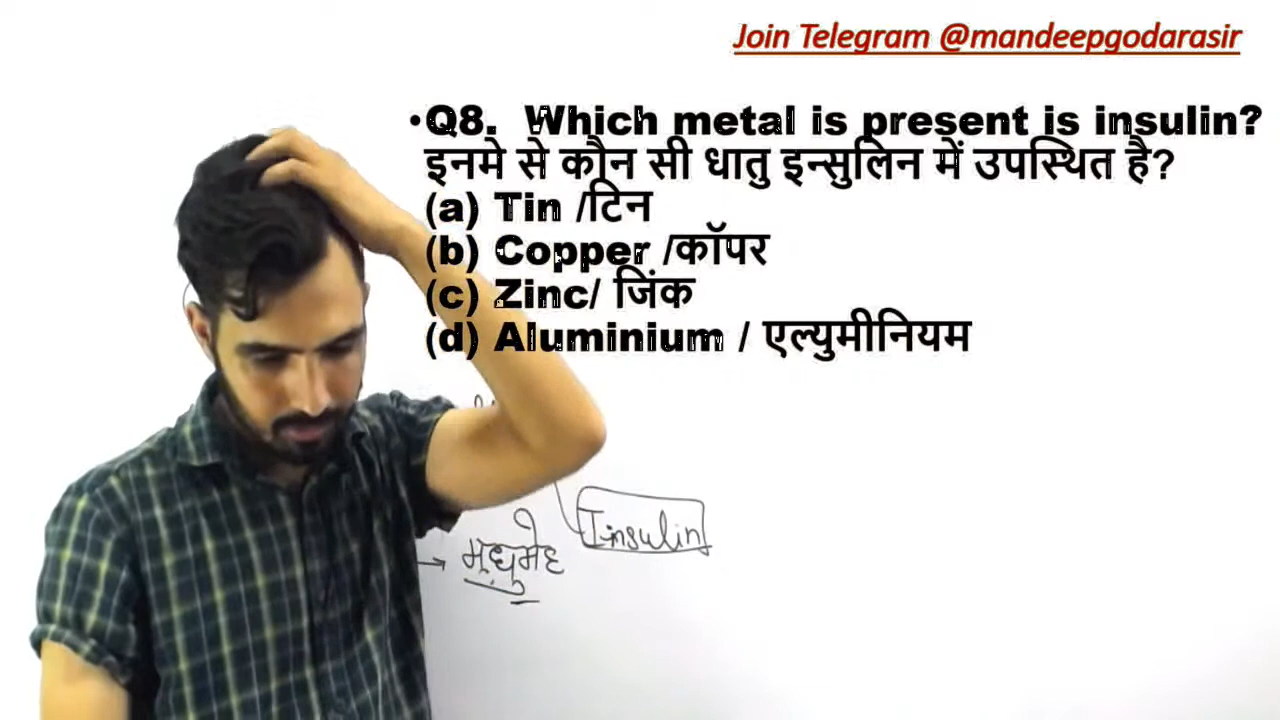 Join Telegram @mandeepgodarasir
•Q8. Which metal is present is insulin?
इनमे से कौन सी धातु इन्सुलिन में उपस्थित है?
(a) Tin /टिन
(b) Copper /कॉपर
(c) Zinc/ जिंक
(d) Aluminium / एल्युमीनियम
Insulin
→ मधुमेह